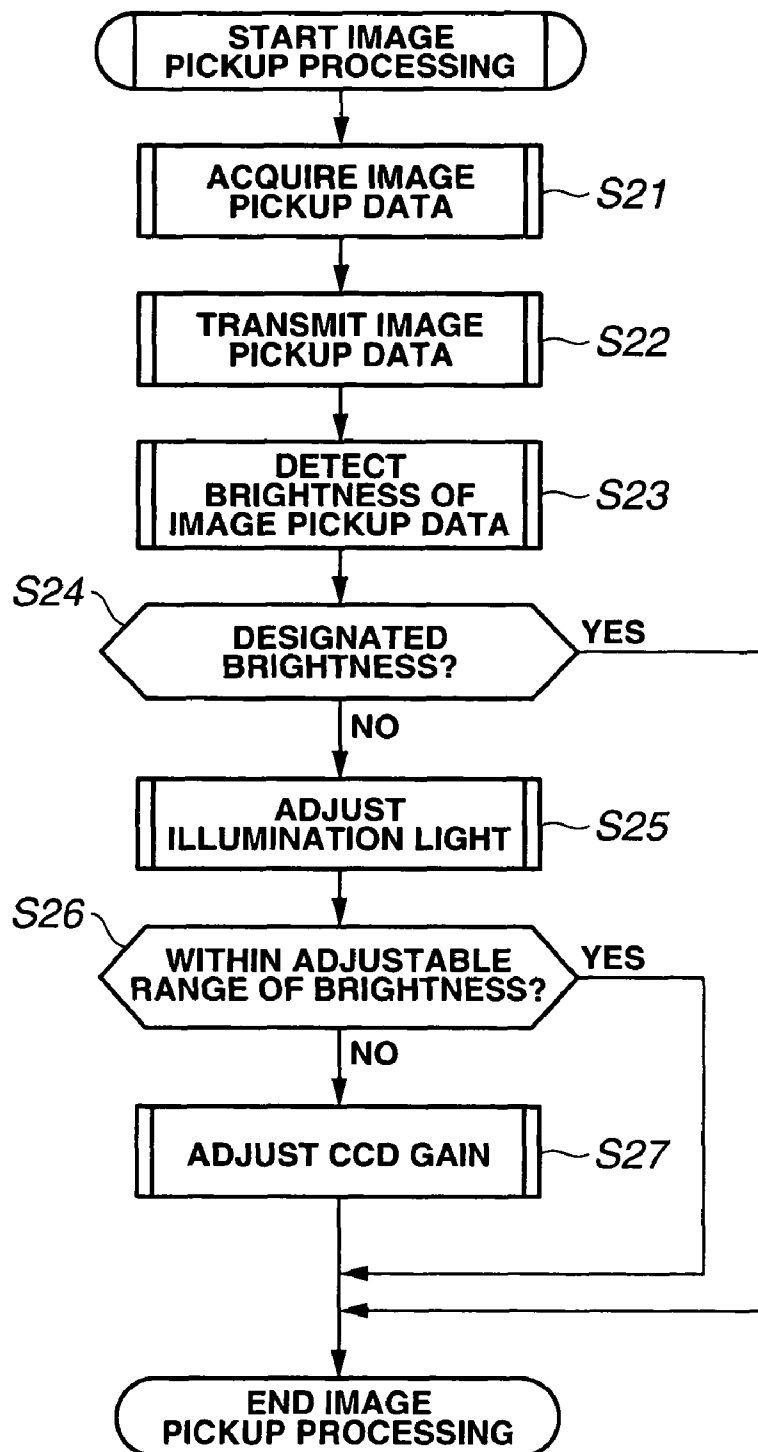 START IMAGE
PICKUP PROCESSING
ACQUIRE IMAGE
PICKUP DATA
S21
TRANSMIT IMAGE
PICKUP DATA
S22
DETECT
BRIGHTNESS OF
IMAGE PICKUP DATA
S23
S24
DESIGNATED
BRIGHTNESS?
YES
NO
ADJUST
ILLUMINATION LIGHT
S25
S26
WITHIN ADJUSTABLE
RANGE OF BRIGHTNESS?
YES
NO
ADJUST CCD GAIN
S27
END IMAGE
PICKUP PROCESSING